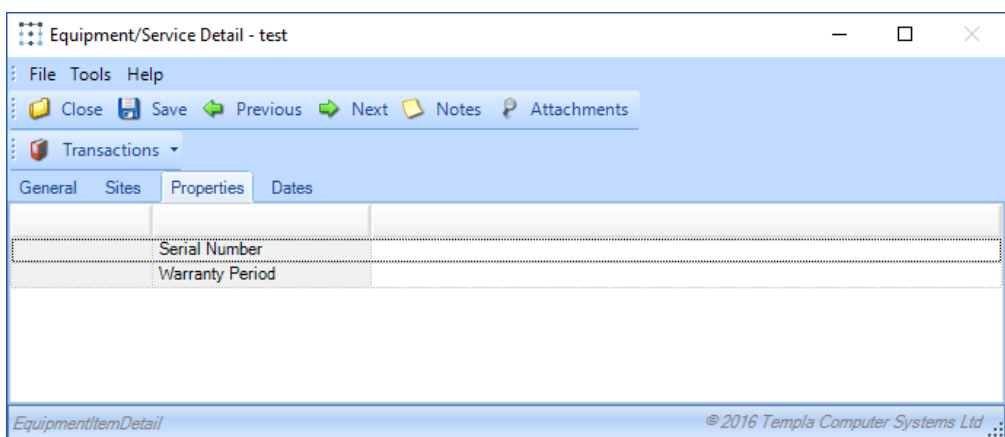 Equipment/Service Detail - test
File Tools Help
Close Save Previous Next Notes Attachments
Transactions
General Sites Properties Dates
Serial Number
Warranty Period
EquipmentItemDetail © 2016 Templa Computer Systems Ltd